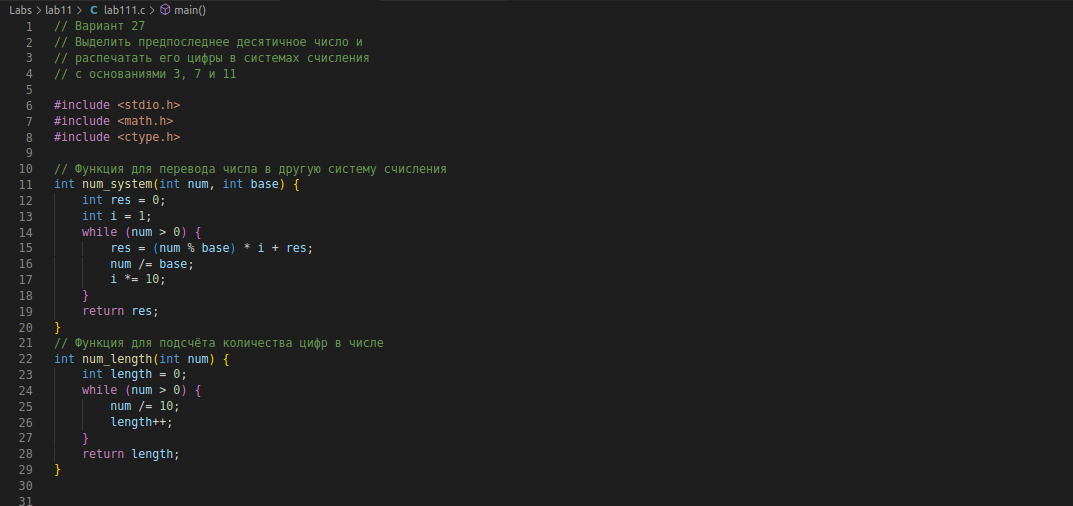 Labs > lab11 > C lab111.c > main()
1 // Вариант 27
2 // Выделить предпоследнее десятичное число и
3 // распечатать его цифры в системах счисления
4 // с основаниями 3, 7 и 11
5
6 #include <stdio.h>
7 #include <math.h>
8 #include <ctype.h>
9
10 // Функция для перевода числа в другую систему счисления
11 int num_system(int num, int base) {
12 int res = 0;
13 int i = 1;
14 while (num > 0) {
15 res = (num % base) * i + res;
16 num /= base;
17 i *= 10;
18 }
19 return res;
20 }
21 // Функция для подсчёта количества цифр в числе
22 int num_length(int num) {
23 int length = 0;
24 while (num > 0) {
25 num /= 10;
26 length++;
27 }
28 return length;
29 }
30
31